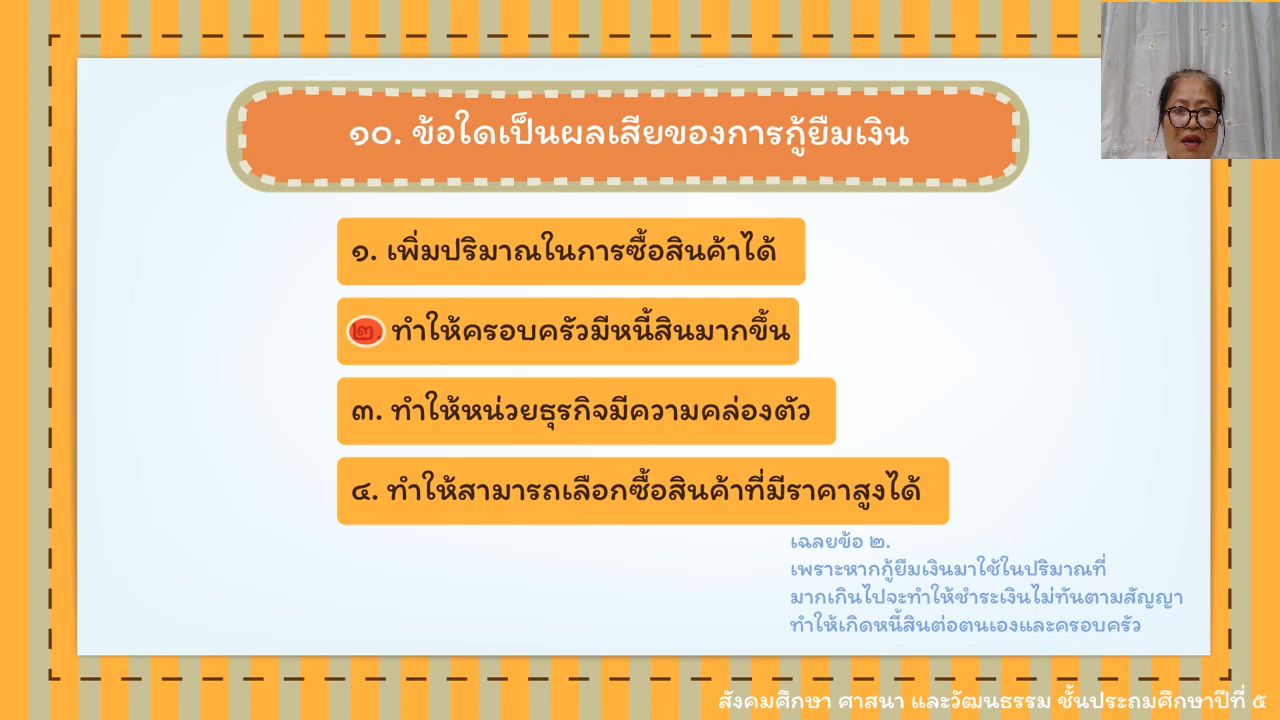 ๑๐. ข้อใดเป็นผลเสียของการกู้ยืมเงิน
๑. เพิ่มปริมาณในการซื้อสินค้าได้
๒. ทำให้ครอบครัวมีหนี้สินมากขึ้น
๓. ทำให้หน่วยธุรกิจมีความคล่องตัว
๔. ทำให้สามารถเลือกซื้อสินค้าที่มีราคาสูงได้
เฉลยข้อ ๒.
เพราะหากกู้ยืมเงินมาใช้ในปริมาณที่
มากเกินไปจะทำให้ชำระเงินไม่ทันตามสัญญา
ทำให้เกิดหนี้สินต่อตนเองและครอบครัว
สังคมศึกษา ศาสนา และวัฒนธรรม ชั้นประถมศึกษาปีที่ ๕